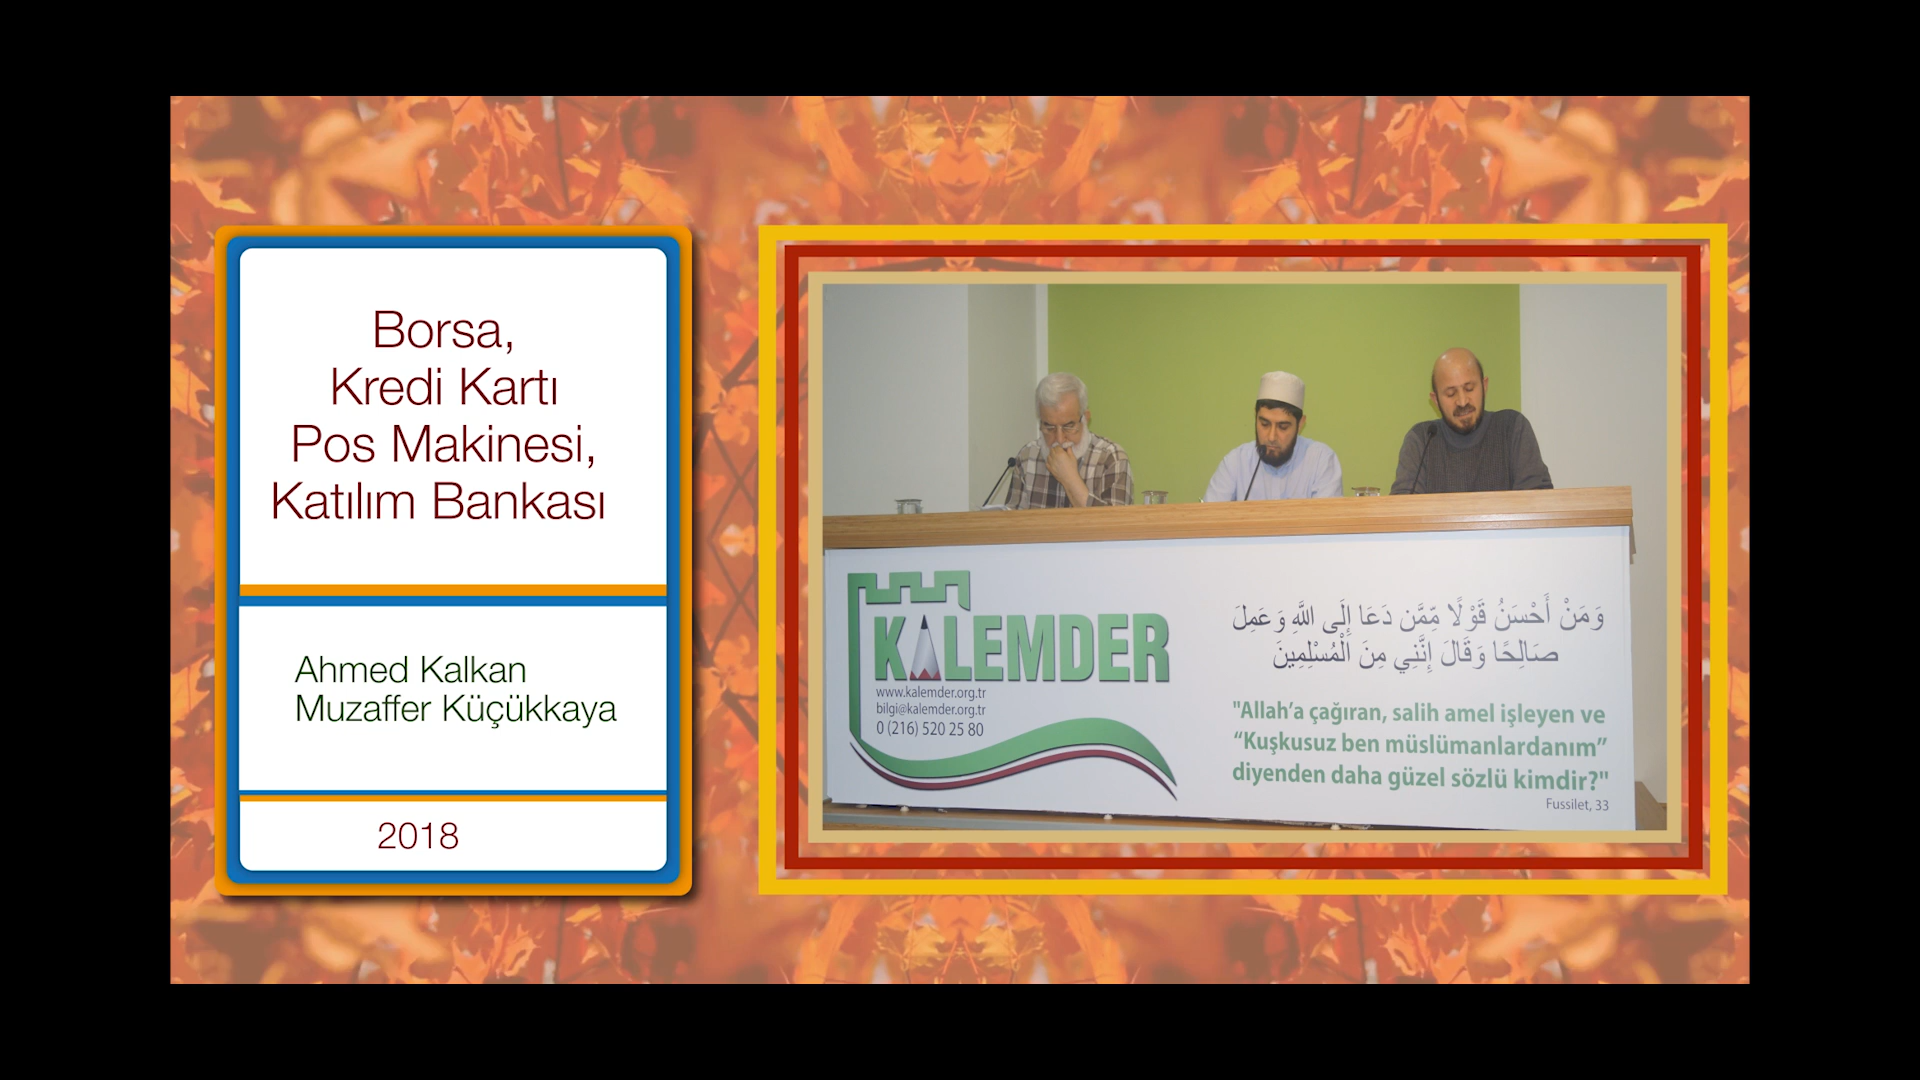 Borsa,
Kredi Kartı
Pos Makinesi,
Katılım Bankası
Ahmed Kalkan
Muzaffer Küçükkaya
2018
KALEMDER
www.kalemder.org.tr
bilgi@kalemder.org.tr
0 (216) 520 25 80
وَمَنْ أَحْسَنُ قَوْلًا مِّمَّن دَعَا إِلَى اللَّهِ وَعَمِلَ
صَالِحًا وَقَالَ إِنَّنِي مِنَ الْمُسْلِمِينَ
"Allah’a çağıran, salih amel işleyen ve
“Kuşkusuz ben müslümanlardanım”
diyenden daha güzel sözlü kimdir?"
Fussilet, 33